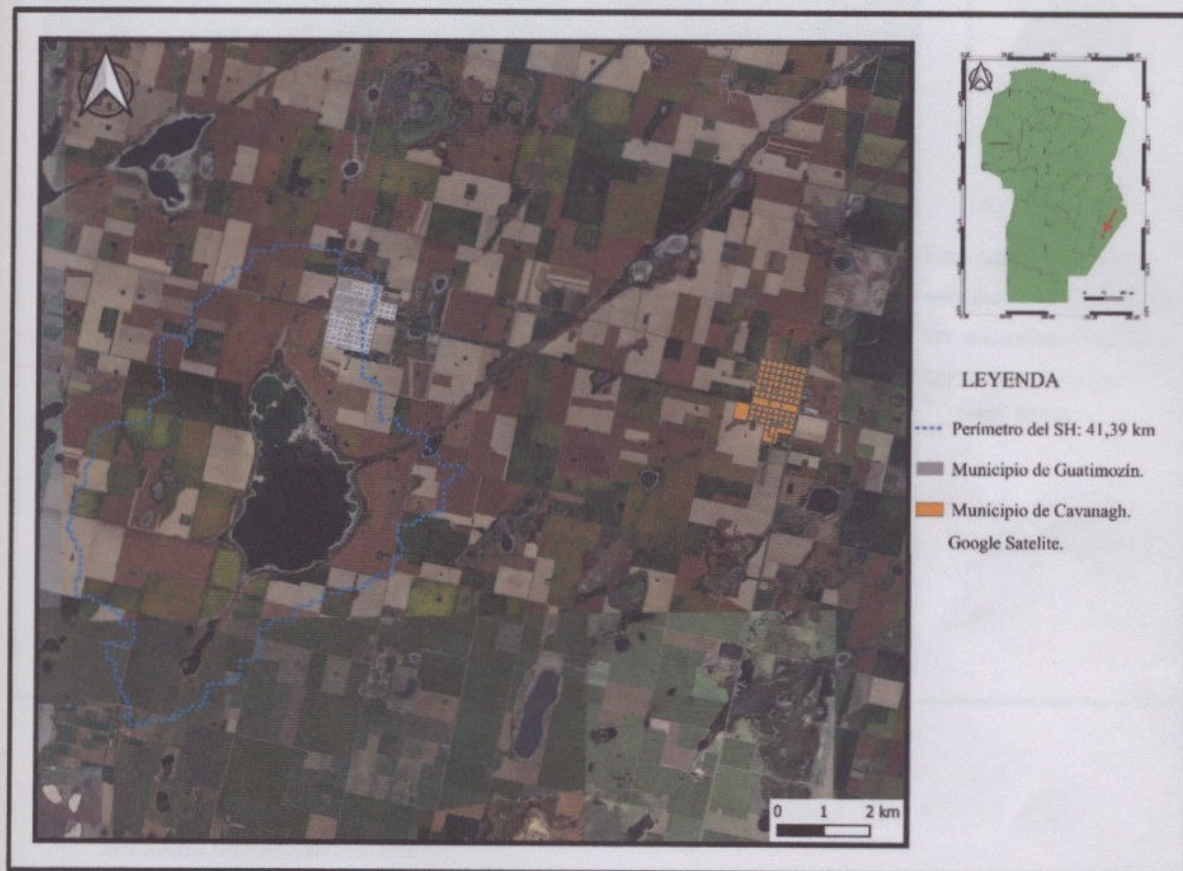 LEYENDA
Perímetro del SH: 41,39 km
Municipio de Guatimozín.
Municipio de Cavanagh.
Google Satelite.
0 1 2 km